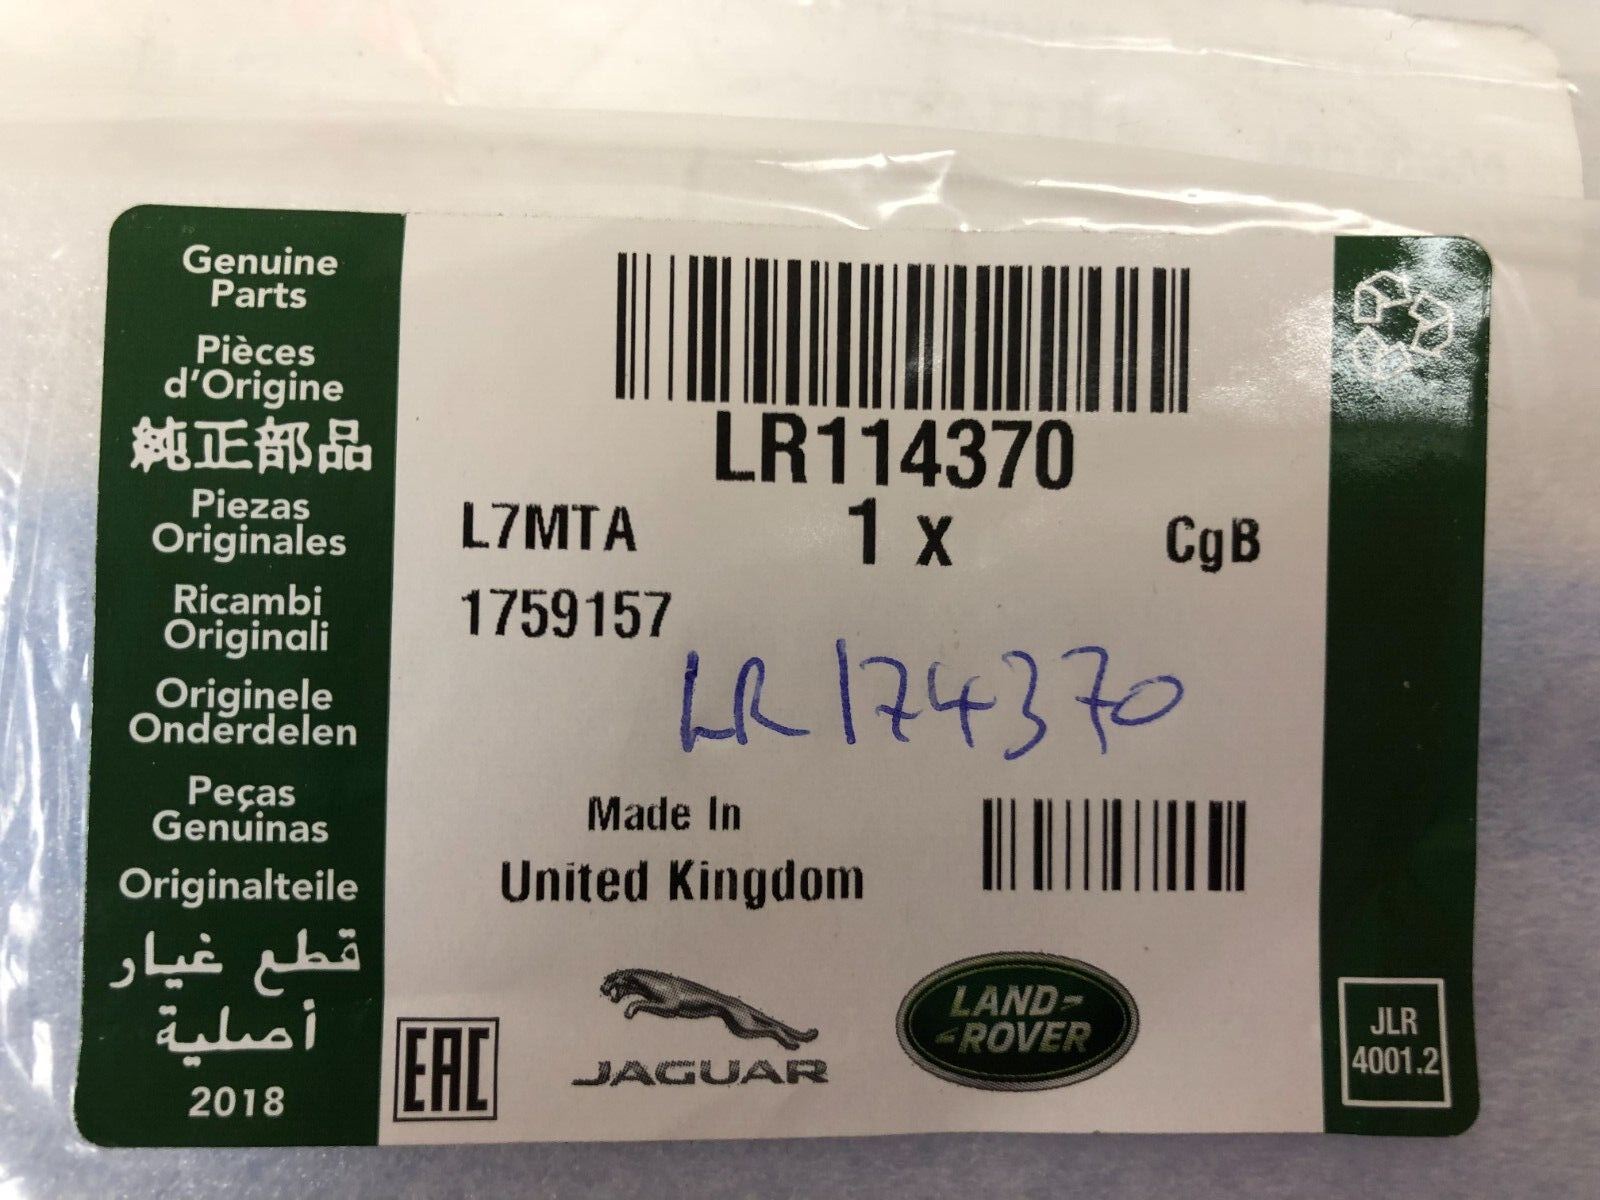 Genuine
Parts
Pièces
d'Origine
純正部品
Piezas
Originales
Ricambi
Originali
Originele
Onderdelen
Peças
Genuinas
Originalteile
قطع غيار
أصلية
2018
LR114370
L7MTA 1 x CgB
1759157
LR174370
Made In
United Kingdom
EAC
JAGUAR
LAND-
-ROVER
JLR
4001.2